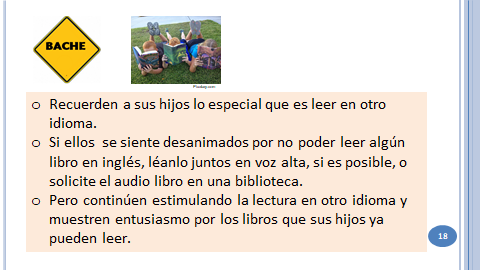 BACHE
Pixabay.com
o Recuerden a sus hijos lo especial que es leer en otro
idioma.
o Si ellos se siente desanimados por no poder leer algún
libro en inglés, léanlo juntos en voz alta, si es posible, o
solicite el audio libro en una biblioteca.
o Pero continúen estimulando la lectura en otro idioma y
muestren entusiasmo por los libros que sus hijos ya
pueden leer.
18